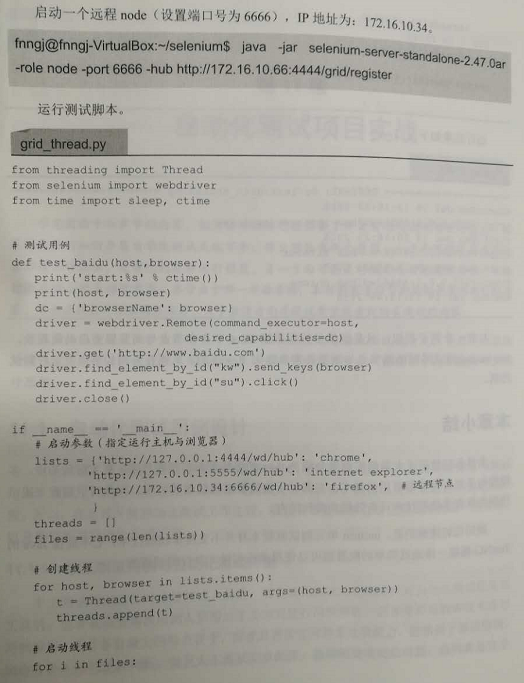 启动一个远程 node（设置端口号为 6666），IP 地址为：172.16.10.34。
fnngj@fnngj-VirtualBox:~/selenium$ java -jar selenium-server-standalone-2.47.0ar
-role node -port 6666 -hub http://172.16.10.66:4444/grid/register
运行测试脚本。
grid_thread.py
from threading import Thread
from selenium import webdriver
from time import sleep, ctime
# 测试用例
def test_baidu(host,browser):
    print('start:%s' % ctime())
    print(host, browser)
    dc = {'browserName': browser}
    driver = webdriver.Remote(command_executor=host,
                              desired_capabilities=dc)
    driver.get('http://www.baidu.com')
    driver.find_element_by_id("kw").send_keys(browser)
    driver.find_element_by_id("su").click()
    driver.close()
if __name__ == '__main__':
    # 启动参数（指定运行主机与浏览器）
    lists = {'http://127.0.0.1:4444/wd/hub': 'chrome',
            'http://127.0.0.1:5555/wd/hub': 'internet explorer',
            'http://172.16.10.34:6666/wd/hub': 'firefox', # 远程节点
            }
    threads = []
    files = range(len(lists))
    # 创建线程
    for host, browser in lists.items():
        t = Thread(target=test_baidu, args=(host, browser))
        threads.append(t)
    # 启动线程
    for i in files: